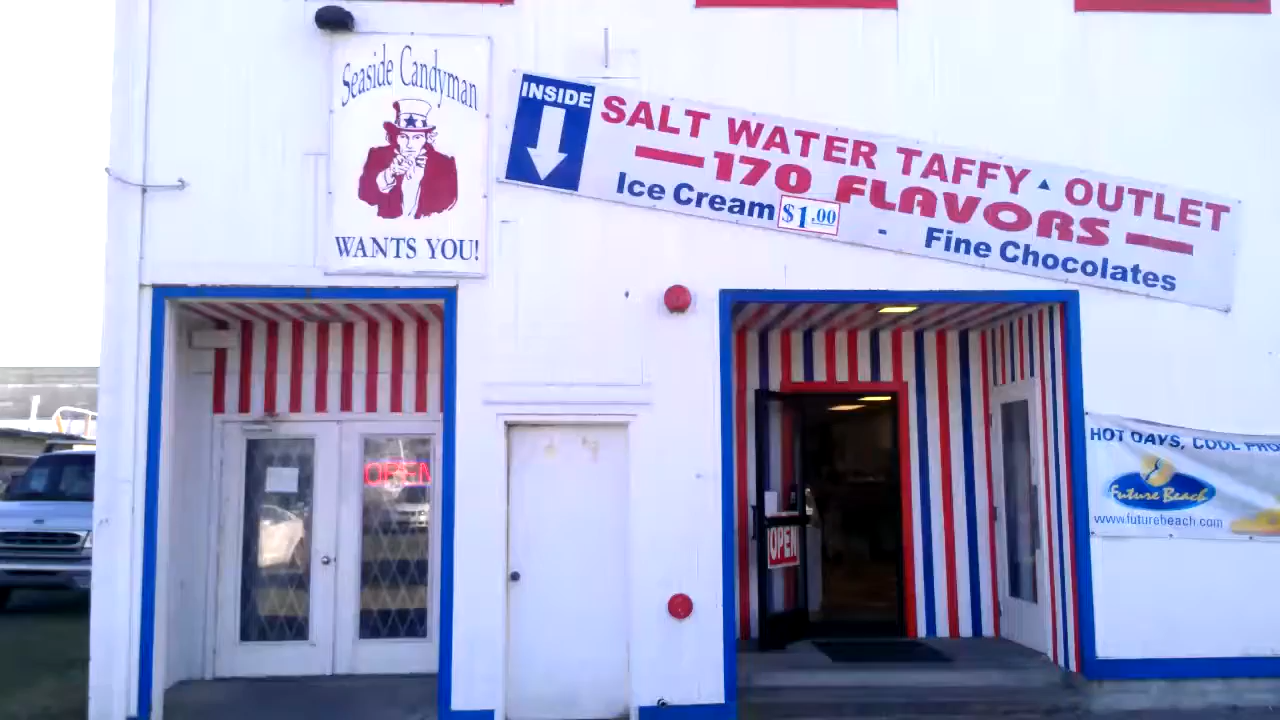 Seaside Candyman
WANTS YOU!
INSIDE
SALT WATER TAFFY OUTLET
170 FLAVORS
Ice Cream $1.00 - Fine Chocolates
OPEN
OPEN
HOT DAYS, COOL
Future Beach
www.futurebeach.com